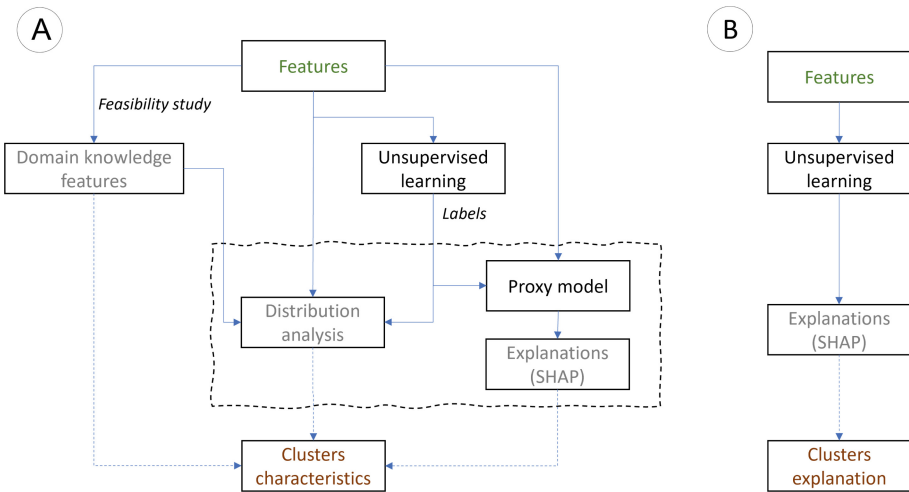 A
B
Features
Features
Feasibility study
Domain knowledge
features
Unsupervised
learning
Unsupervised
learning
Labels
Proxy model
Distribution
analysis
Explanations
(SHAP)
Explanations
(SHAP)
Clusters
characteristics
Clusters
explanation